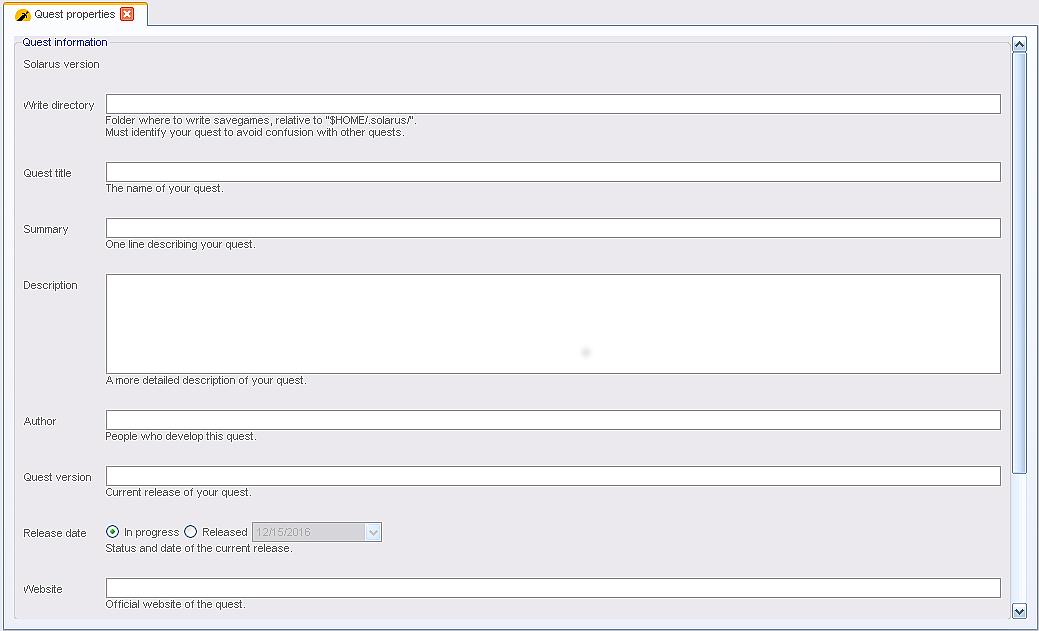 Quest properties
Quest information
Solarus version
Write directory
Folder where to write savegames, relative to "$HOME/.solarus/".
Must identify your quest to avoid confusion with other quests.
Quest title
The name of your quest.
Summary
One line describing your quest.
Description
A more detailed description of your quest.
Author
People who develop this quest.
Quest version
Current release of your quest.
Release date In progress Released 12/15/2016
Status and date of the current release.
Website
Official website of the quest.